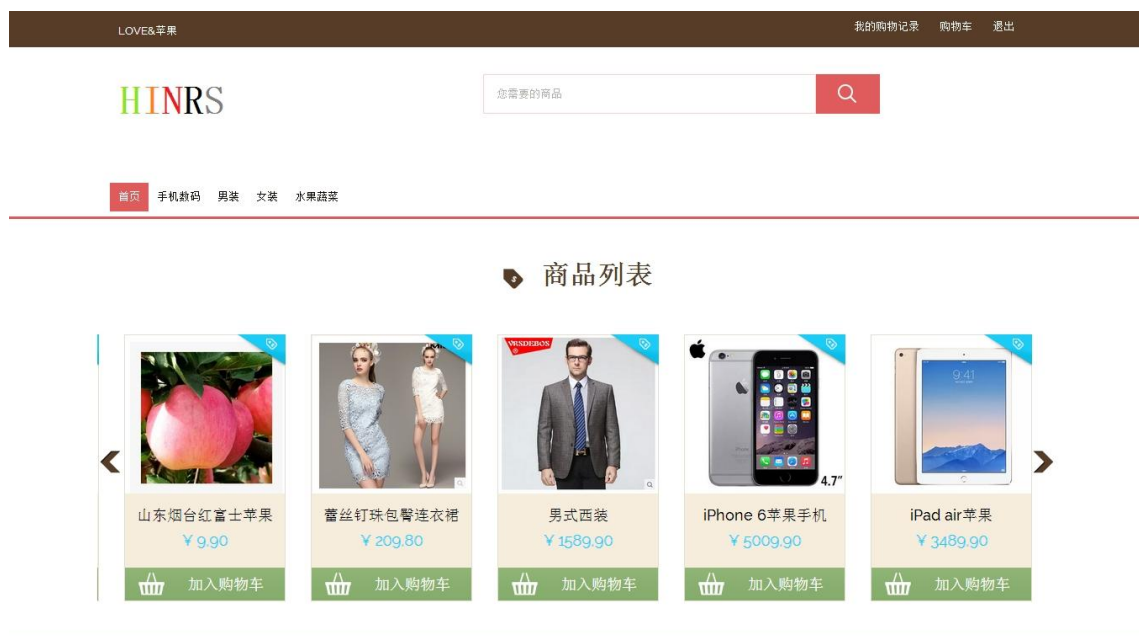 LOVE&苹果
我的购物记录 购物车 退出
HINRS
您需要的商品
首页 手机数码 男装 女装 水果蔬菜
商品列表
VRSDEBOS
9:41
4.7"
山东烟台红富士苹果 蕾丝钉珠包臀连衣裙 男式西装 iPhone 6苹果手机 iPad air苹果
¥ 9.90 ¥ 209.80 ¥ 1589.90 ¥ 5009.90 ¥ 3489.90
加入购物车 加入购物车 加入购物车 加入购物车 加入购物车